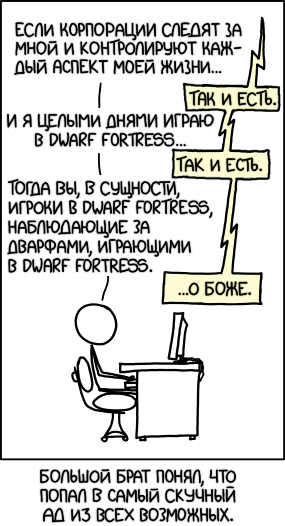 ЕСЛИ КОРПОРАЦИИ СЛЕДЯТ ЗА
МНОЙ И КОНТРОЛИРУЮТ КАЖ-
ДЫЙ АСПЕКТ МОЕЙ ЖИЗНИ...
ТАК И ЕСТЬ.
И Я ЦЕЛЫМИ ДНЯМИ ИГРАЮ
В DWARF FORTRESS...
ТАК И ЕСТЬ.
ТОГДА ВЫ, В СУЩНОСТИ,
ИГРОКИ В DWARF FORTRESS,
НАБЛЮДАЮЩИЕ ЗА
ДВАРФАМИ, ИГРАЮЩИМИ
В DWARF FORTRESS.
...О БОЖЕ.
БОЛЬШОЙ БРАТ ПОНЯЛ, ЧТО
ПОПАЛ В САМЫЙ СКУЧНЫЙ
АД ИЗ ВСЕХ ВОЗМОЖНЫХ.